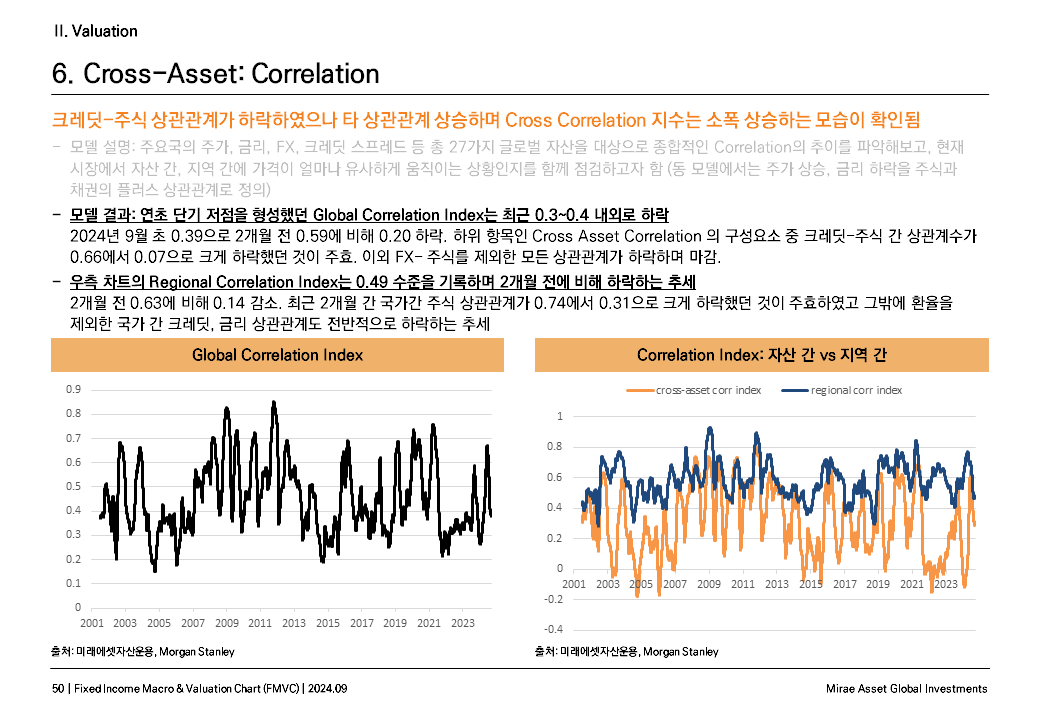 II. Valuation
6. Cross-Asset: Correlation
크레딧-주식 상관관계가 하락하였으나 타 상관관계 상승하며 Cross Correlation 지수는 소폭 상승하는 모습이 확인됨
- 모델 설명: 주요국의 주가, 금리, FX, 크레딧 스프레드 등 총 27가지 글로벌 자산을 대상으로 종합적인 Correlation의 추이를 파악해보고, 현재
시장에서 자산 간, 지역 간에 가격이 얼마나 유사하게 움직이는 상황인지를 함께 점검하고자 함 (동 모델에서는 주가 상승, 금리 하락을 주식과
채권의 플러스 상관관계로 정의)
- 모델 결과: 연초 단기 저점을 형성했던 Global Correlation Index는 최근 0.3~0.4 내외로 하락
2024년 9월 초 0.39으로 2개월 전 0.59에 비해 0.20 하락. 하위 항목인 Cross Asset Correlation 의 구성요소 중 크레딧-주식 간 상관계수가
0.66에서 0.07으로 크게 하락했던 것이 주효. 이외 FX- 주식를 제외한 모든 상관관계가 하락하며 마감.
- 우측 차트의 Regional Correlation Index는 0.49 수준을 기록하며 2개월 전에 비해 하락하는 추세
2개월 전 0.63에 비해 0.14 감소. 최근 2개월 간 국가간 주식 상관관계가 0.74에서 0.31으로 크게 하락했던 것이 주효하였고 그밖에 환율을
제외한 국가 간 크레딧, 금리 상관관계도 전반적으로 하락하는 추세
Global Correlation Index
0.9
0.8
0.7
0.6
0.5
0.4
0.3
0.2
0.1
0
2001 2003 2005 2007 2009 2011 2013 2015 2017 2019 2021 2023
출처: 미래에셋자산운용, Morgan Stanley
Correlation Index: 자산 간 vs 지역 간
cross-asset corr index regional corr index
1
0.8
0.6
0.4
0.2
0
2001 2003 2005 2007 2009 2011 2013 2015 2017 2019 2021 2023
-0.2
-0.4
출처: 미래에셋자산운용, Morgan Stanley
50 | Fixed Income Macro & Valuation Chart (FMVC) | 2024.09
Mirae Asset Global Investments